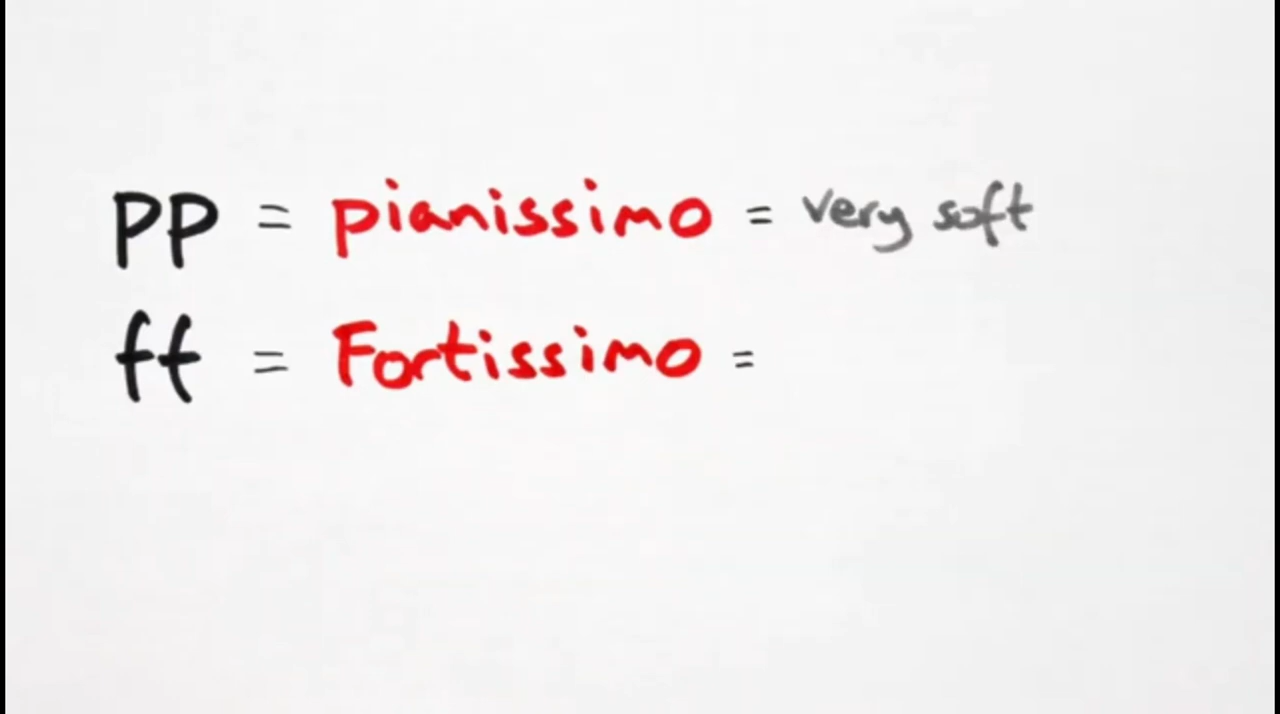 pp = pianissimo = very soft
ff = Fortissimo =